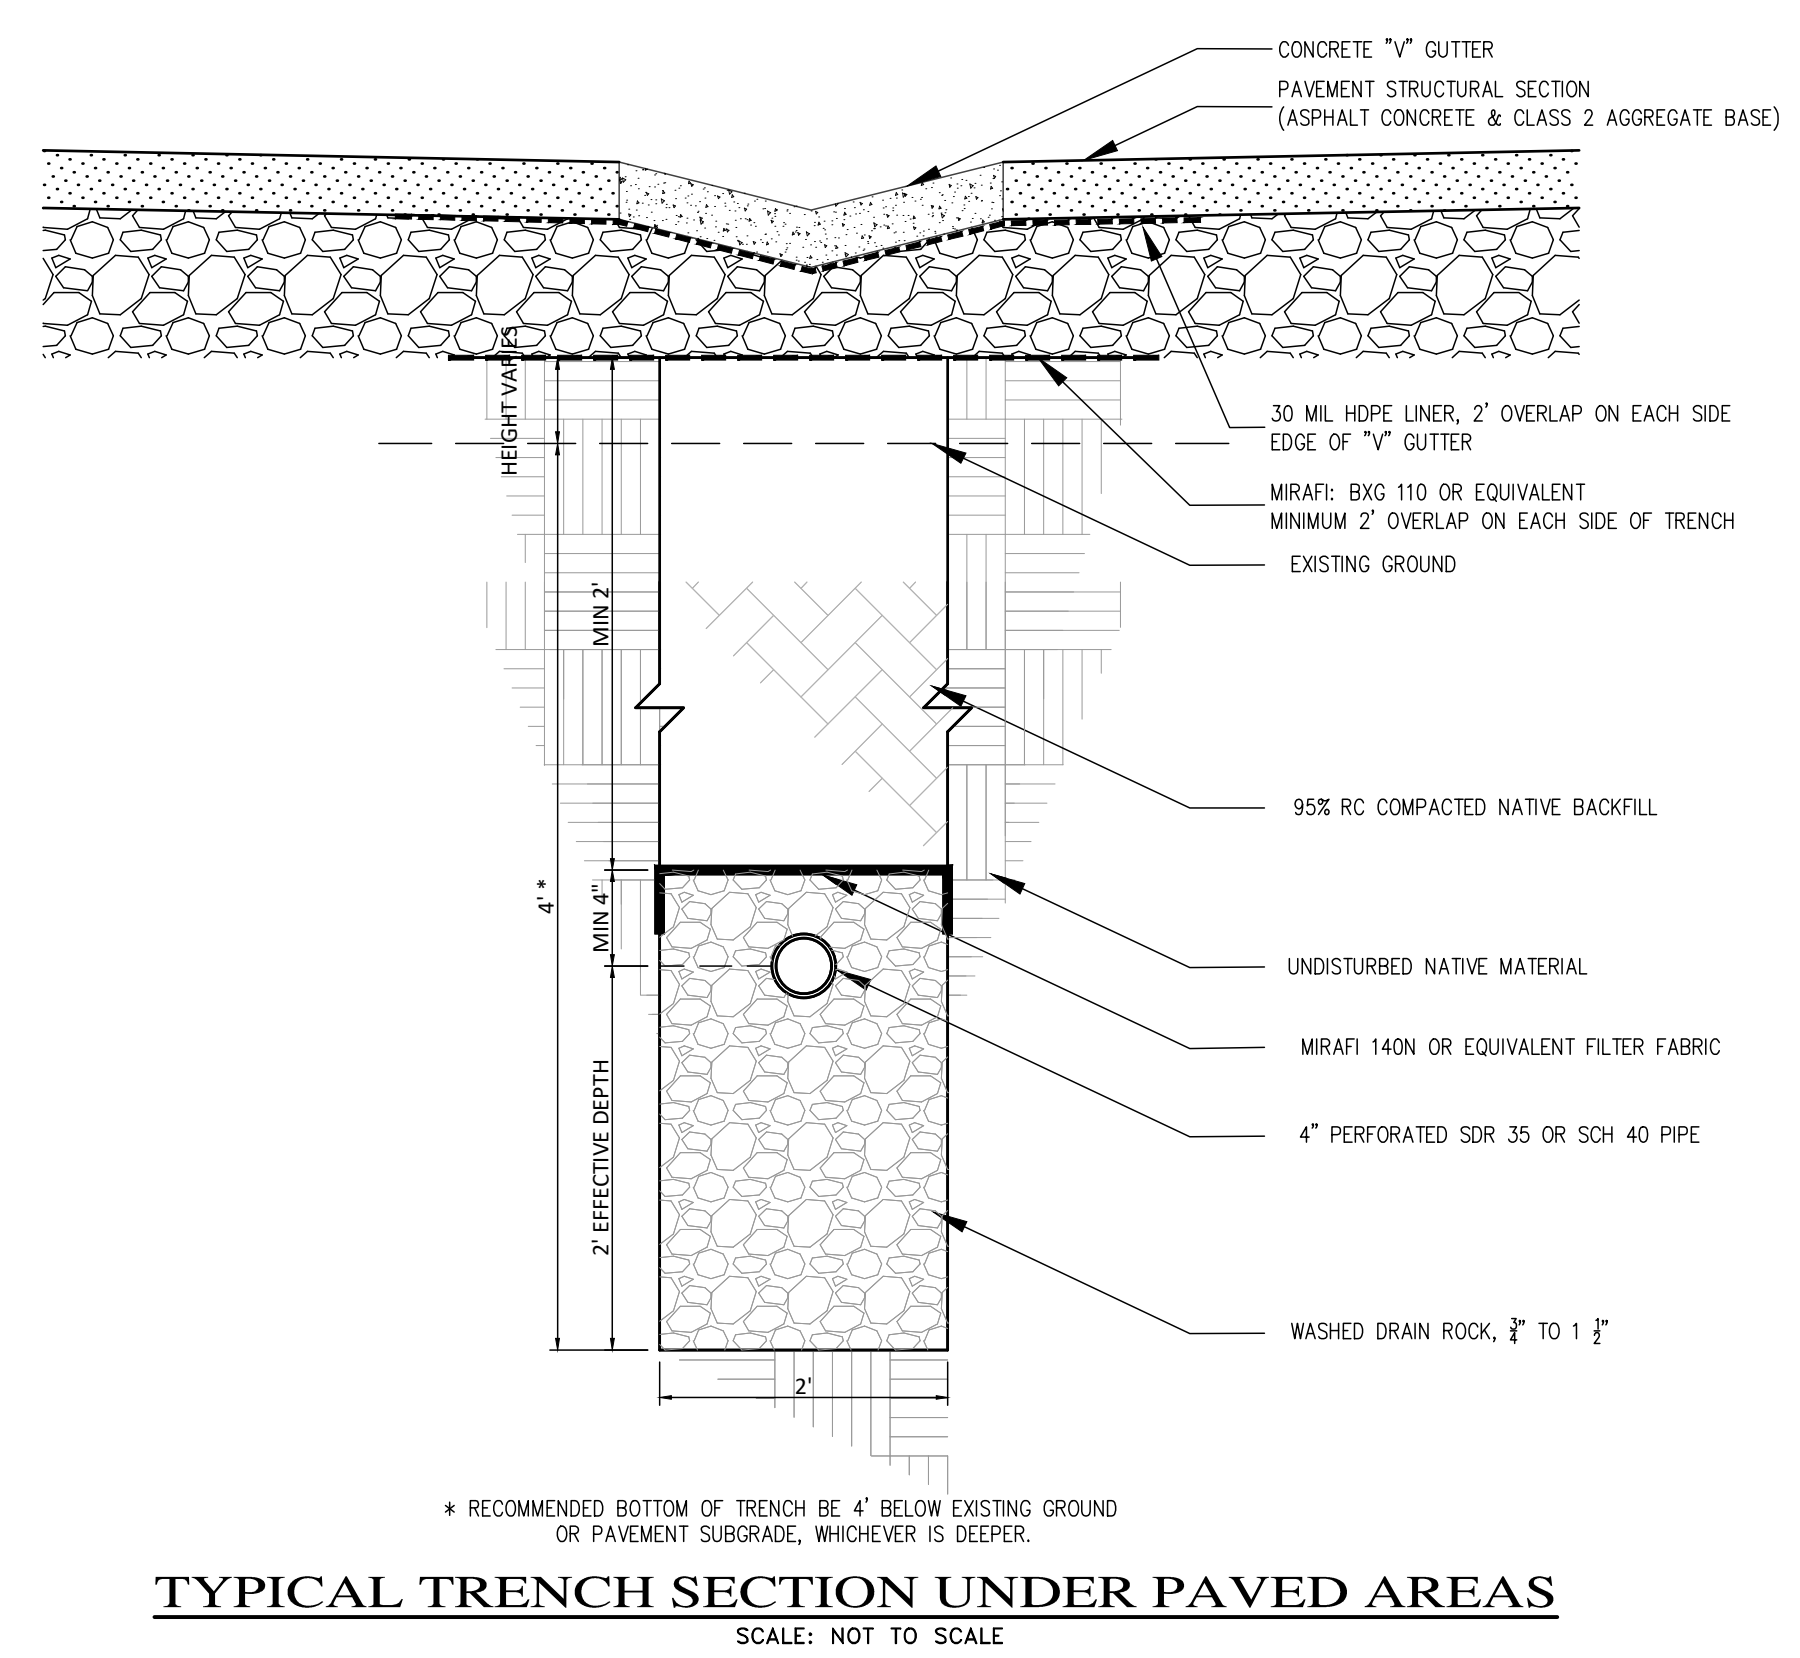 CONCRETE "V" GUTTER
PAVEMENT STRUCTURAL SECTION
(ASPHALT CONCRETE & CLASS 2 AGGREGATE BASE)
HEIGHT VARIES
30 MIL HDPE LINER, 2' OVERLAP ON EACH SIDE
EDGE OF "V" GUTTER
MIRAFI: BXG 110 OR EQUIVALENT
MINIMUM 2' OVERLAP ON EACH SIDE OF TRENCH
EXISTING GROUND
MIN 2'
95% RC COMPACTED NATIVE BACKFILL
4' *
MIN 4"
UNDISTURBED NATIVE MATERIAL
MIRAFI 140N OR EQUIVALENT FILTER FABRIC
4" PERFORATED SDR 35 OR SCH 40 PIPE
2' EFFECTIVE DEPTH
WASHED DRAIN ROCK, 3/4" TO 1 1/2"
2'
* RECOMMENDED BOTTOM OF TRENCH BE 4' BELOW EXISTING GROUND
OR PAVEMENT SUBGRADE, WHICHEVER IS DEEPER.
TYPICAL TRENCH SECTION UNDER PAVED AREAS
SCALE: NOT TO SCALE